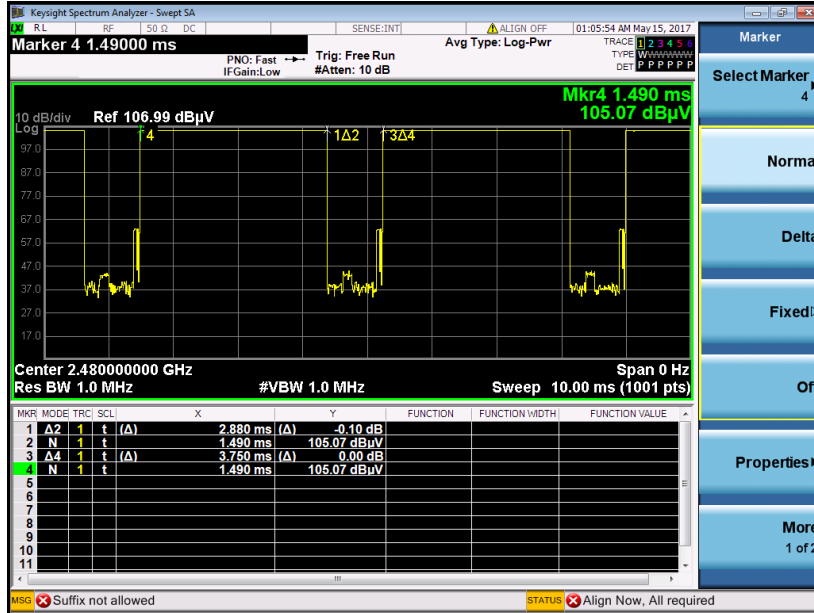 Keysight Spectrum Analyzer - Swept SA
LXI RL RF 50 Ω DC SENSE:INT ALIGN OFF 01:05:54 AM May 15, 2017
Marker 4 1.49000 ms
PNO: Fast
IFGain:Low
Trig: Free Run
#Atten: 10 dB
Avg Type: Log-Pwr
TRACE 1 2 3 4 5 6
TYPE W
DET P P P P P P
Mkr4 1.490 ms
105.07 dBµV
10 dB/div Ref 106.99 dBµV
Log
4 1Δ2 3Δ4
97.0
87.0
77.0
67.0
57.0
47.0
37.0
27.0
17.0
Center 2.480000000 GHz Span 0 Hz
Res BW 1.0 MHz #VBW 1.0 MHz Sweep 10.00 ms (1001 pts)
MKR MODE TRC SCL X Y FUNCTION FUNCTION WIDTH FUNCTION VALUE
1 Δ2 1 t (Δ) 2.880 ms (Δ) -0.10 dB
2 N 1 t 1.490 ms 105.07 dBµV
3 Δ4 1 t (Δ) 3.750 ms (Δ) 0.00 dB
4 N 1 t 1.490 ms 105.07 dBµV
5
6
7
8
9
10
11
MSG Suffix not allowed STATUS Align Now, All required
Marker
Select Marker
4
Norma
Delta
Fixed
Of
Properties
More
1 of 2